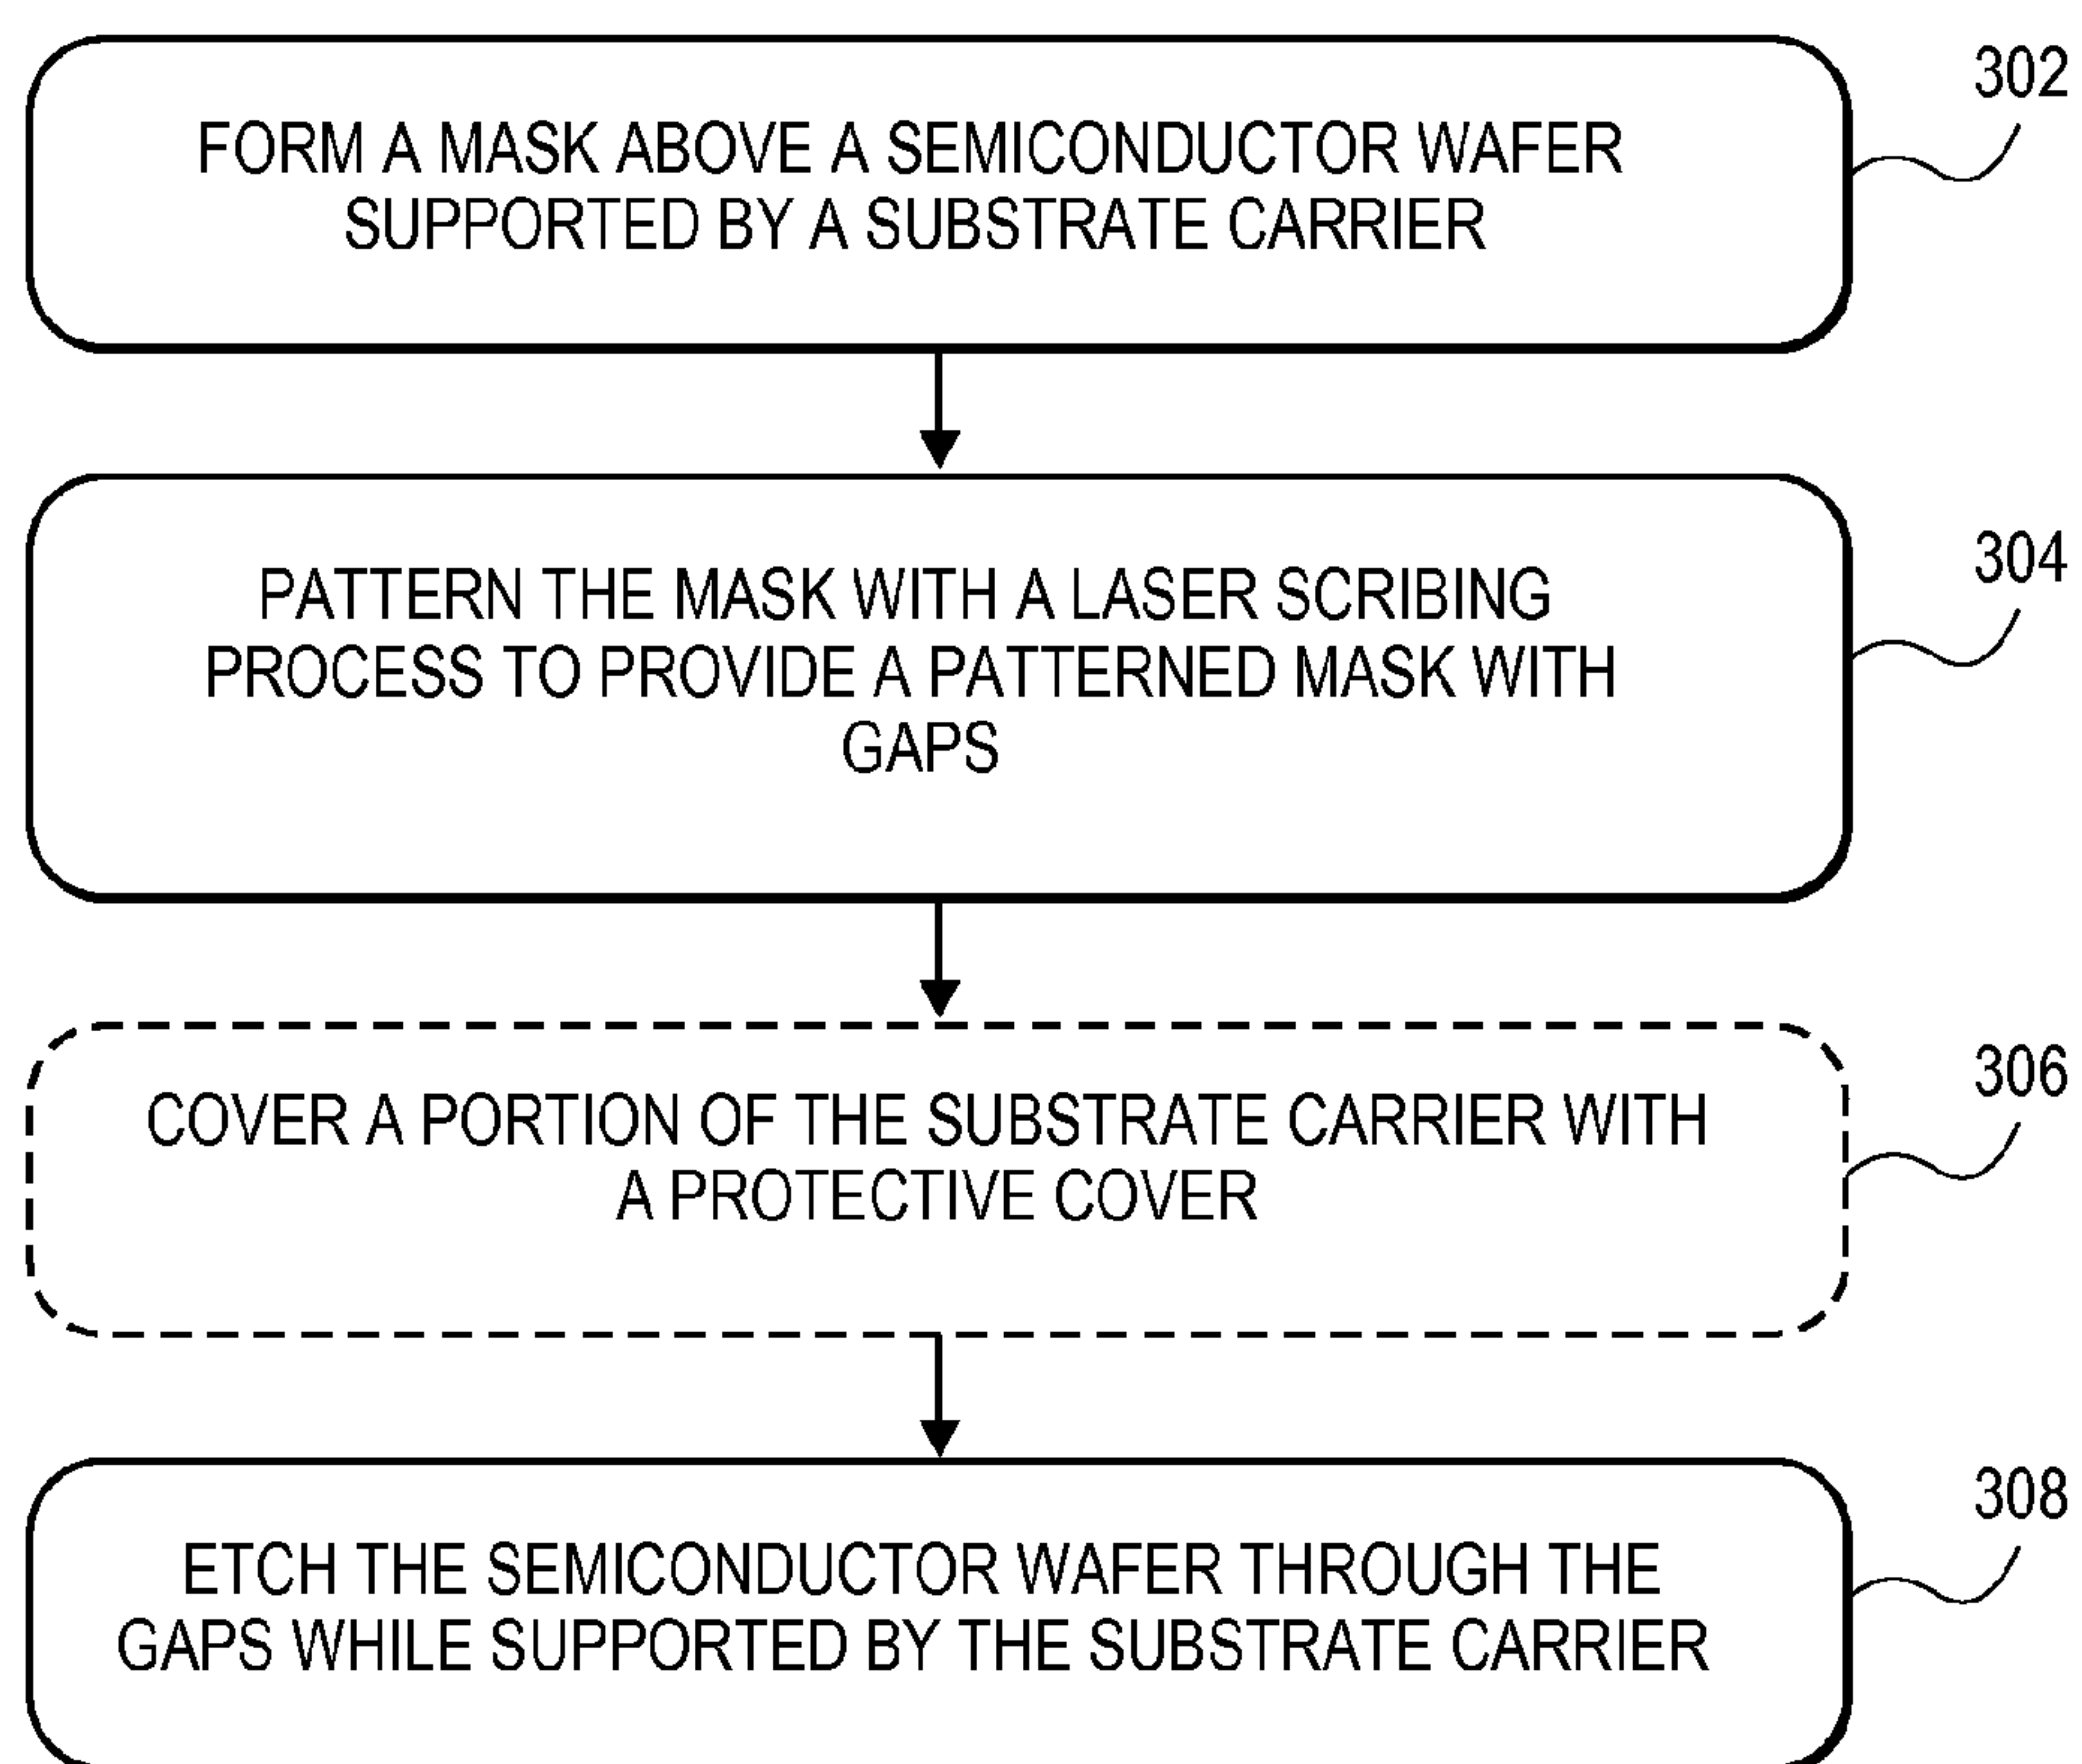 302
FORM A MASK ABOVE A SEMICONDUCTOR WAFER
SUPPORTED BY A SUBSTRATE CARRIER
304
PATTERN THE MASK WITH A LASER SCRIBING
PROCESS TO PROVIDE A PATTERNED MASK WITH
GAPS
306
COVER A PORTION OF THE SUBSTRATE CARRIER WITH
A PROTECTIVE COVER
308
ETCH THE SEMICONDUCTOR WAFER THROUGH THE
GAPS WHILE SUPPORTED BY THE SUBSTRATE CARRIER